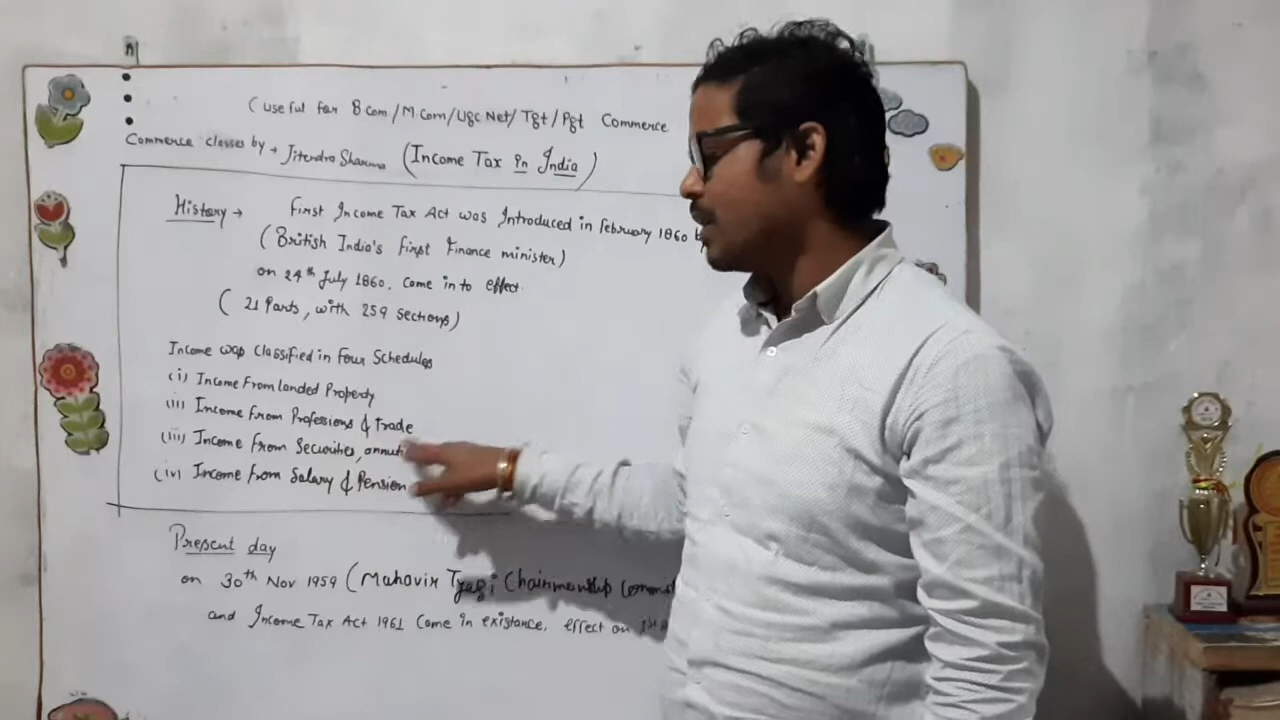 (Useful for B.com/M.Com/Ugc Net/Tgt/Pgt Commerce
Commerce classes by → Jitendra Sharma (Income Tax in India)
History → First Income Tax Act was Introduced in February 1860 b
(British India's first Finance minister)
on 24th July 1860, come in to effect.
(21 Parts, with 259 Sections)
Income was classified in four Schedules
(i) Income from landed Property
(ii) Income from Professions & trade
(iii) Income from Securities, annuti
(iv) Income from Salary & Pension
Present day
on 30th Nov 1959 (Mahavir Tyagi Chairmanship
and Income Tax Act 1961 Come in existance, effect on 1st